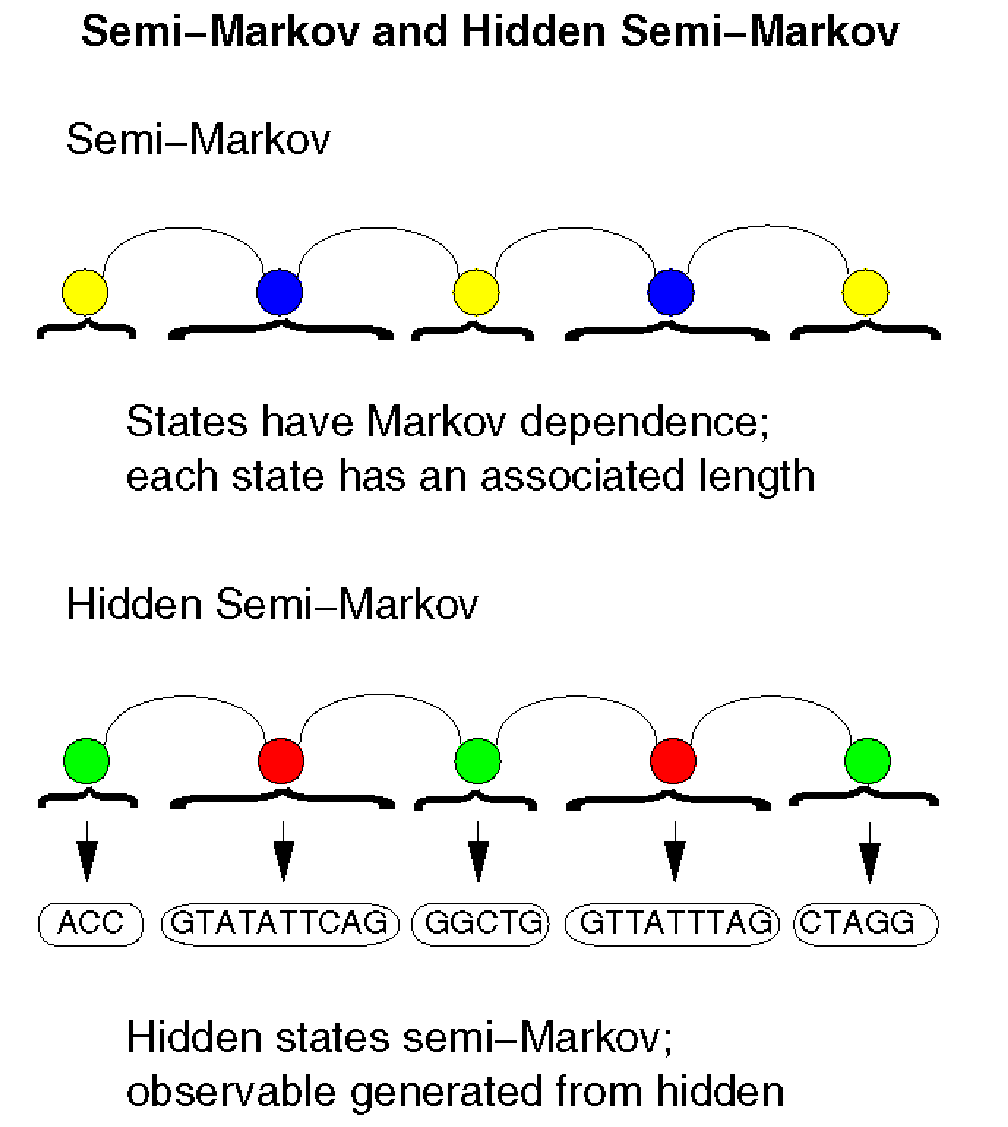 Semi–Markov and Hidden Semi–Markov
Semi–Markov
States have Markov dependence;
each state has an associated length
Hidden Semi–Markov
ACC GTATATTCAG GGCTG GTTATTTAG CTAGG
Hidden states semi–Markov;
observable generated from hidden